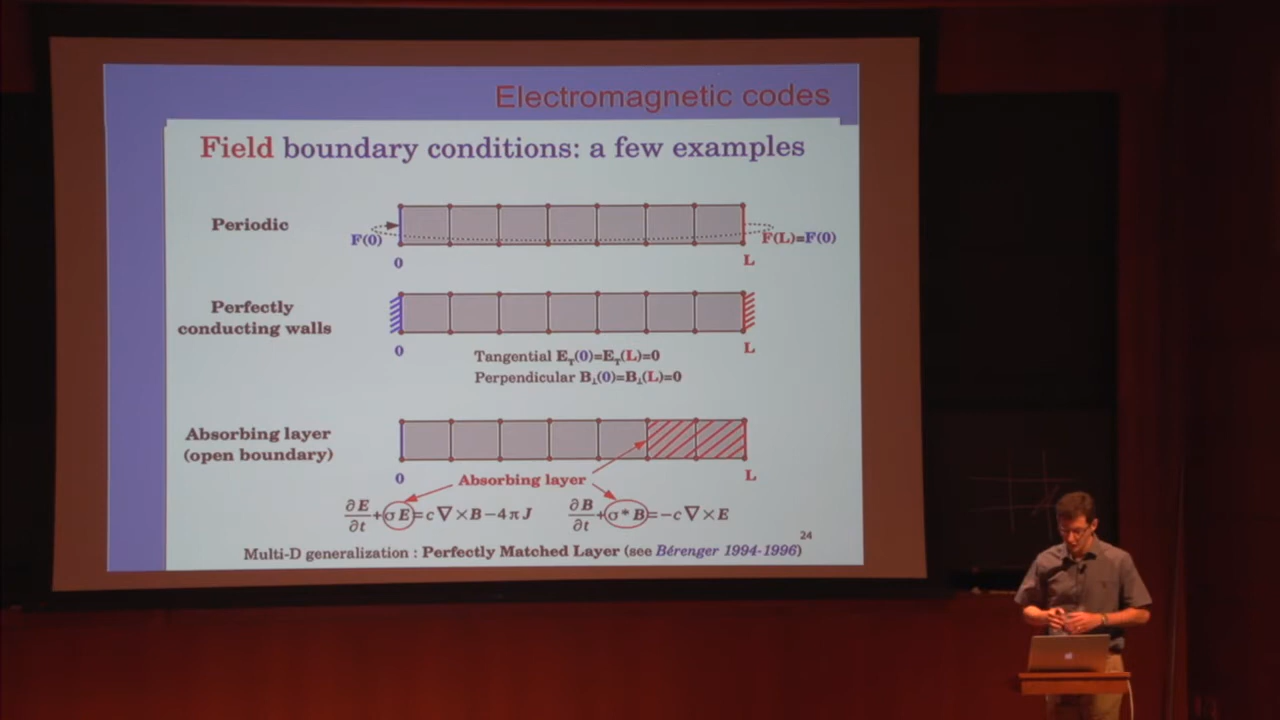 Electromagnetic codes
Field boundary conditions: a few examples
Periodic
F(0)
F(L)=F(0)
0
L
Perfectly
conducting walls
0
L
Tangential E_T(0)=E_T(L)=0
Perpendicular B_⊥(0)=B_⊥(L)=0
Absorbing layer
(open boundary)
0
L
Absorbing layer
∂E/∂t+σE=c∇×B−4πJ
∂B/∂t+σ*B=−c∇×E
24
Multi-D generalization : Perfectly Matched Layer (see Bérenger 1994-1996)